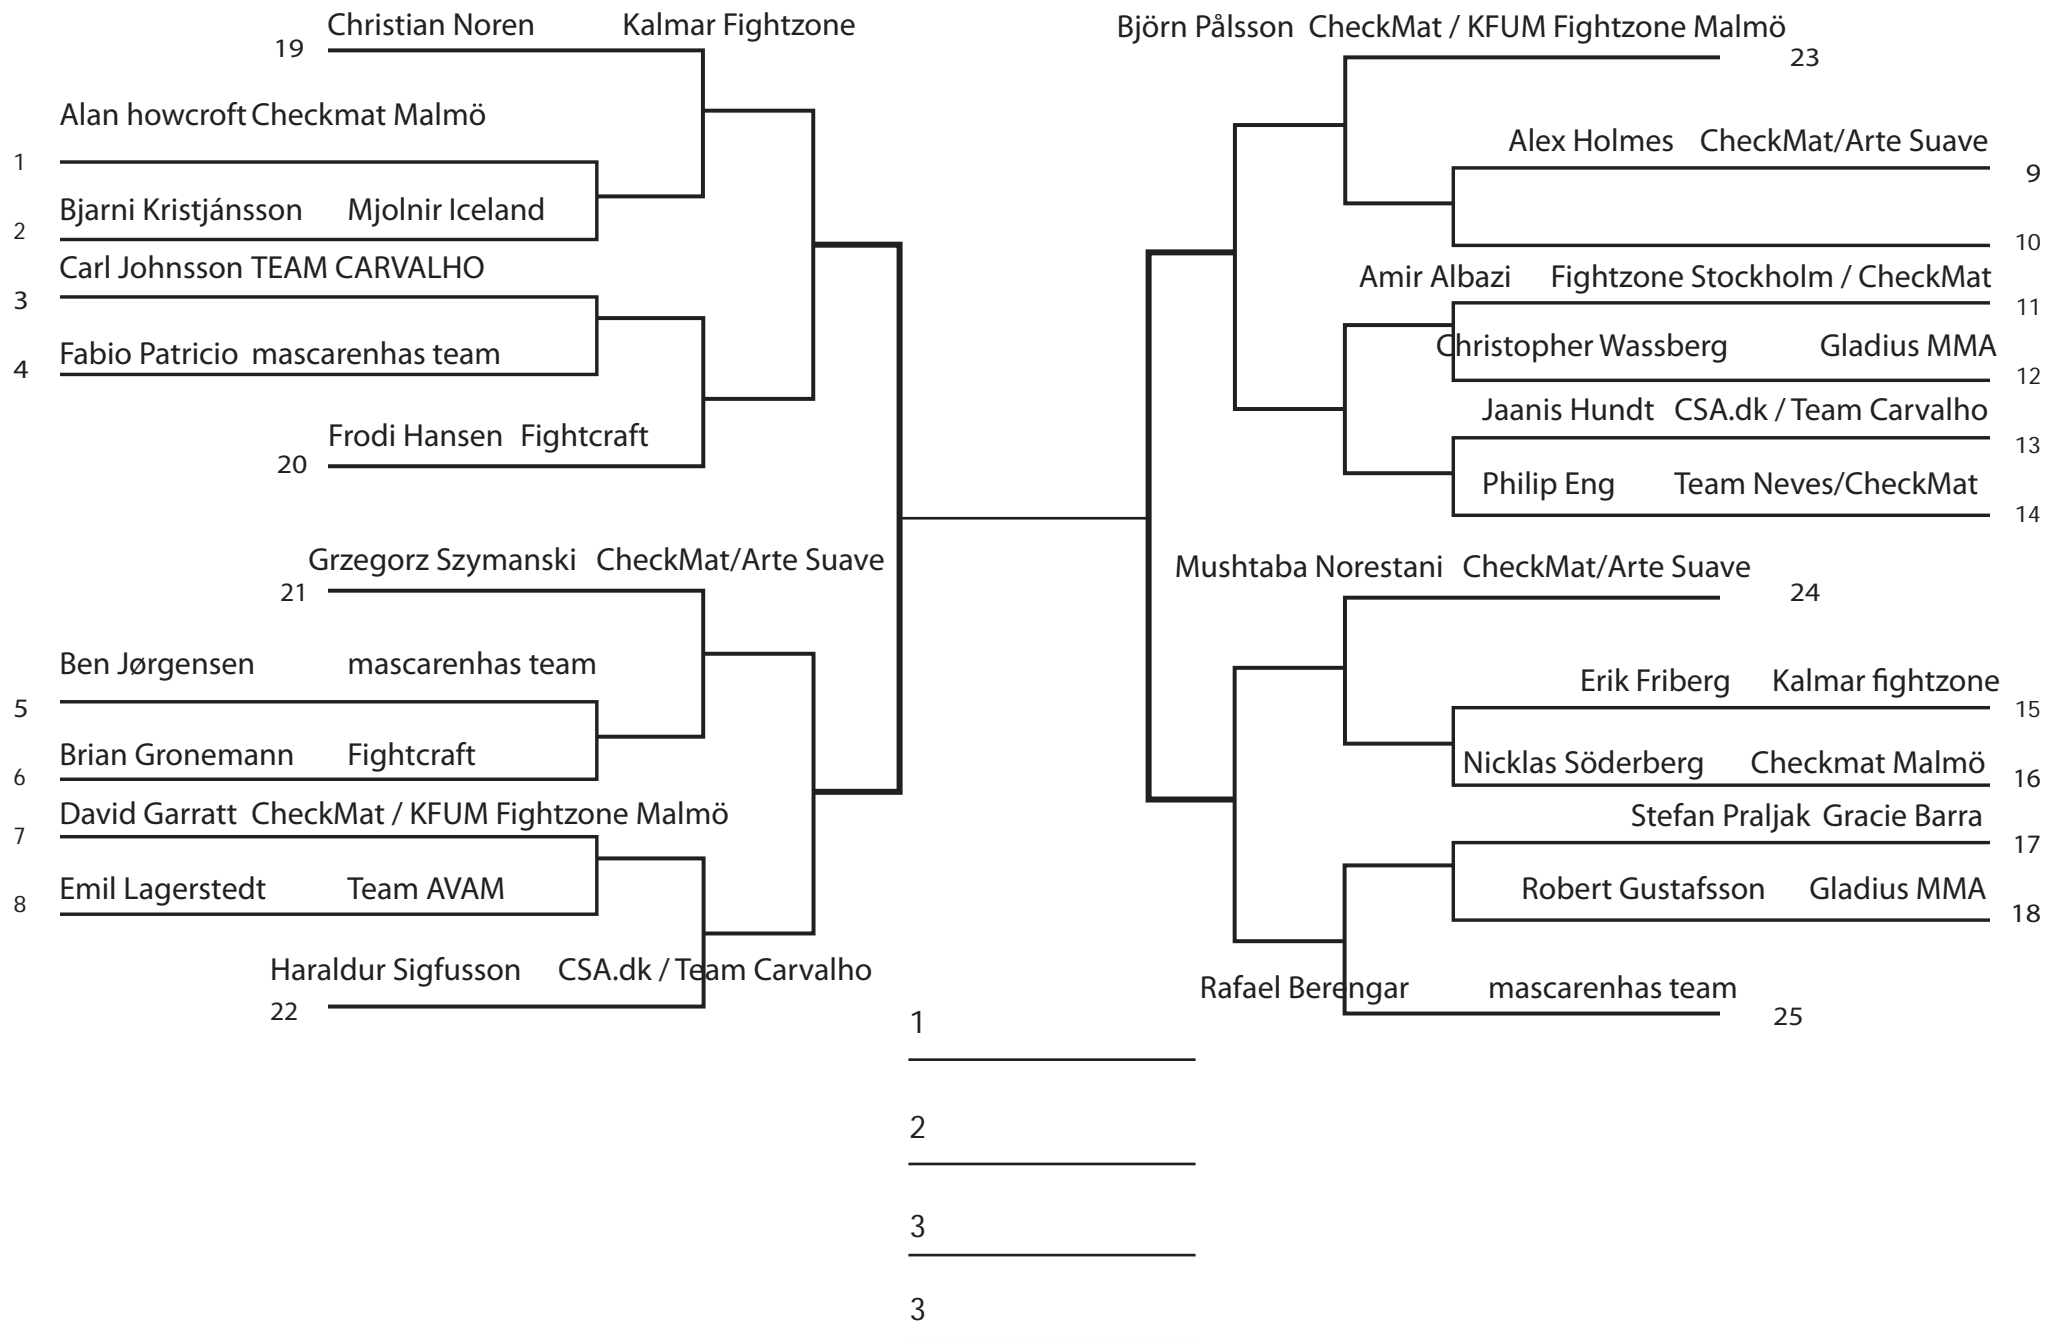 Christian Noren Kalmar Fightzone
19
Alan howcroft Checkmat Malmö
1
Bjarni Kristjánsson Mjolnir Iceland
2
Carl Johnsson TEAM CARVALHO
3
Fabio Patricio mascarenhas team
4
Frodi Hansen Fightcraft
20
Grzegorz Szymanski CheckMat/Arte Suave
21
Ben Jørgensen mascarenhas team
5
Brian Gronemann Fightcraft
6
David Garratt CheckMat / KFUM Fightzone Malmö
7
Emil Lagerstedt Team AVAM
8
Haraldur Sigfusson CSA.dk / Team Carvalho
22
Björn Pålsson CheckMat / KFUM Fightzone Malmö
23
Alex Holmes CheckMat/Arte Suave
9
10
Amir Albazi Fightzone Stockholm / CheckMat
11
Christopher Wassberg Gladius MMA
12
Jaanis Hundt CSA.dk / Team Carvalho
13
Philip Eng Team Neves/CheckMat
14
Mushtaba Norestani CheckMat/Arte Suave
24
Erik Friberg Kalmar fightzone
15
Nicklas Söderberg Checkmat Malmö
16
Stefan Praljak Gracie Barra
17
Robert Gustafsson Gladius MMA
18
Rafael Berengar mascarenhas team
25
1
2
3
3